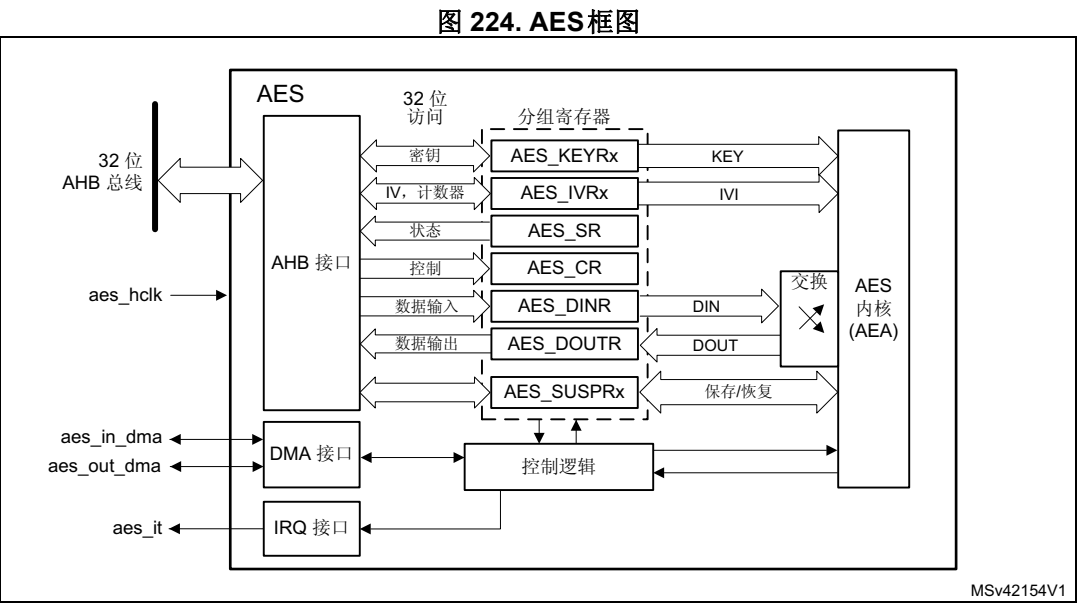 图 224. AES框图
AES
32 位
访问
分组寄存器
32 位
AHB 总线
密钥
AES_KEYRx
KEY
IV，计数器
AES_IVRx
IVI
状态
AES_SR
AHB 接口
控制
AES_CR
交换
AES
内核
(AEA)
aes_hclk
数据输入
AES_DINR
DIN
数据输出
AES_DOUTR
DOUT
AES_SUSPRx
保存/恢复
aes_in_dma
aes_out_dma
DMA 接口
控制逻辑
aes_it
IRQ 接口
MSv42154V1